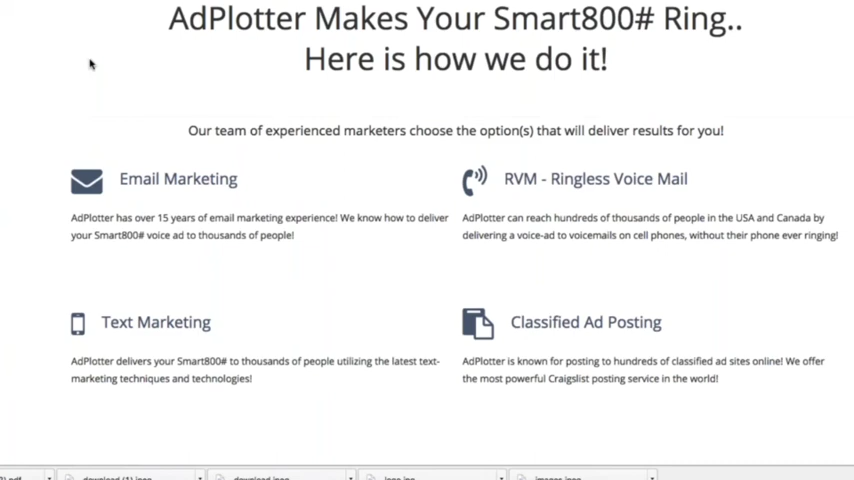 AdPlotter Makes Your Smart800# Ring..
Here is how we do it!
Our team of experienced marketers choose the option(s) that will deliver results for you!
Email Marketing
AdPlotter has over 15 years of email marketing experience! We know how to deliver
your Smart800# voice ad to thousands of people!
RVM - Ringless Voice Mail
AdPlotter can reach hundreds of thousands of people in the USA and Canada by
delivering a voice-ad to voicemails on cell phones, without their phone ever ringing!
Text Marketing
AdPlotter delivers your Smart800# to thousands of people utilizing the latest text-
marketing techniques and technologies!
Classified Ad Posting
AdPlotter is known for posting to hundreds of classified ad sites online! We offer
the most powerful Craigslist posting service in the world!